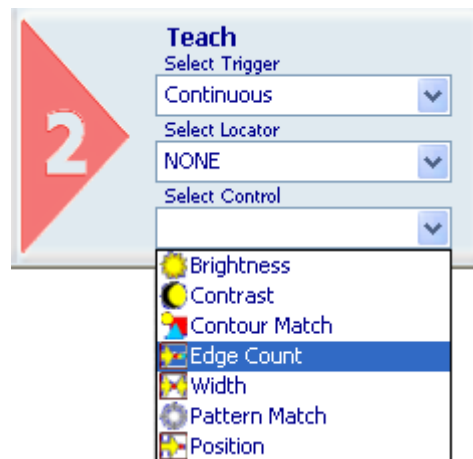 2
Teach
Select Trigger
Continuous
Select Locator
NONE
Select Control
Brightness
Contrast
Contour Match
Edge Count
Width
Pattern Match
Position